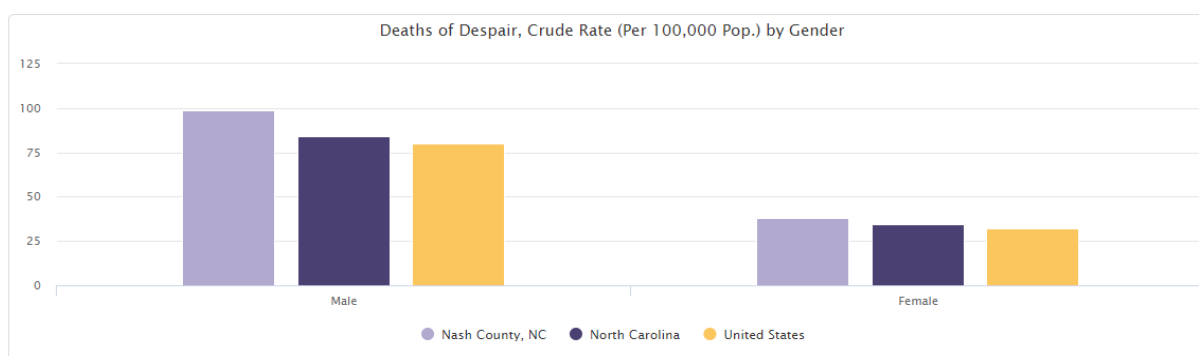 Deaths of Despair, Crude Rate (Per 100,000 Pop.) by Gender
125
100
75
50
25
0
Male Female
Nash County, NC North Carolina United States